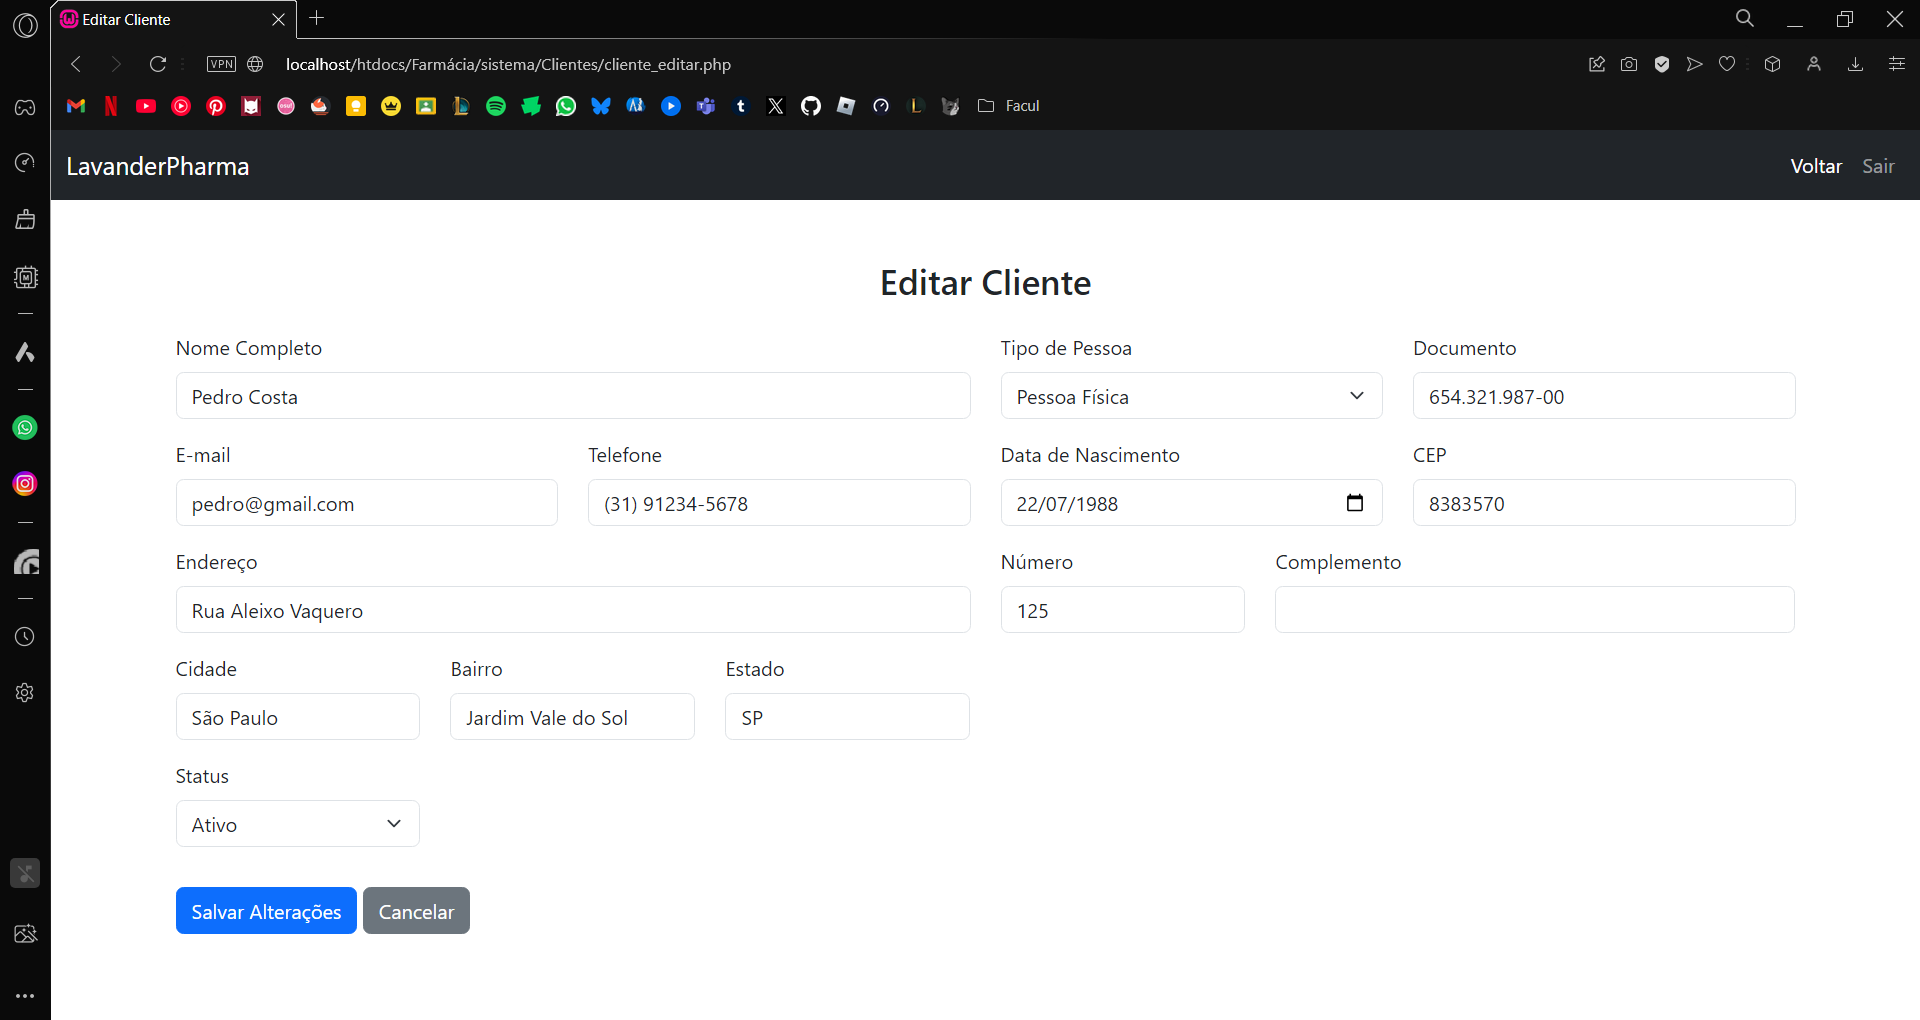 Editar Cliente
VPN
localhost/htdocs/Farmácia/sistema/Clientes/cliente_editar.php
Facul
LavanderPharma
Voltar Sair
Editar Cliente
Nome Completo Tipo de Pessoa Documento
Pedro Costa Pessoa Física 654.321.987-00
E-mail Telefone Data de Nascimento CEP
pedro@gmail.com (31) 91234-5678 22/07/1988 8383570
Endereço Número Complemento
Rua Aleixo Vaquero 125
Cidade Bairro Estado
São Paulo Jardim Vale do Sol SP
Status
Ativo
Salvar Alterações Cancelar